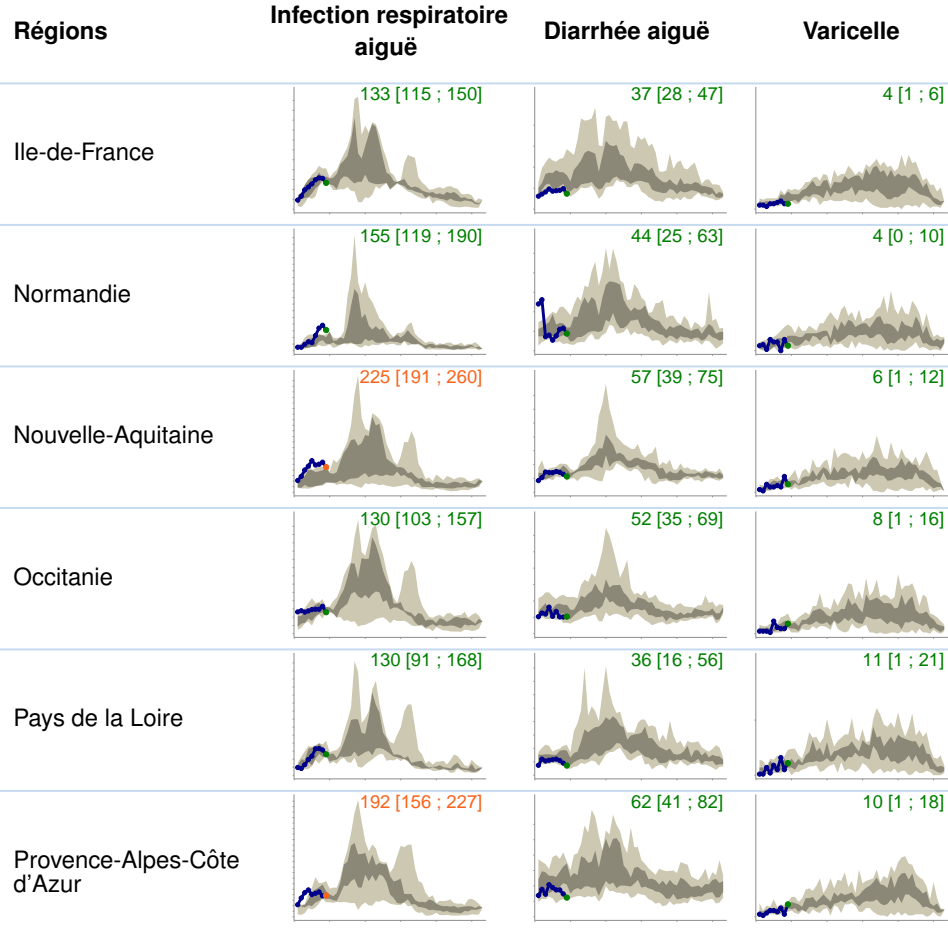 Régions
Infection respiratoire
aiguë
Diarrhée aiguë
Varicelle
Ile-de-France
133 [115 ; 150]
37 [28 ; 47]
4 [1 ; 6]
Normandie
155 [119 ; 190]
44 [25 ; 63]
4 [0 ; 10]
Nouvelle-Aquitaine
225 [191 ; 260]
57 [39 ; 75]
6 [1 ; 12]
Occitanie
130 [103 ; 157]
52 [35 ; 69]
8 [1 ; 16]
Pays de la Loire
130 [91 ; 168]
36 [16 ; 56]
11 [1 ; 21]
Provence-Alpes-Côte
d'Azur
192 [156 ; 227]
62 [41 ; 82]
10 [1 ; 18]